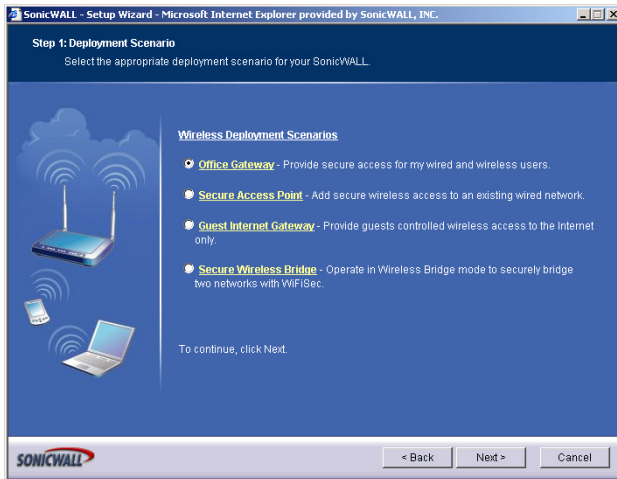 SonicWALL - Setup Wizard - Microsoft Internet Explorer provided by SonicWALL, INC.
Step 1: Deployment Scenario
Select the appropriate deployment scenario for your SonicWALL.
Wireless Deployment Scenarios
Office Gateway - Provide secure access for my wired and wireless users.
Secure Access Point - Add secure wireless access to an existing wired network.
Guest Internet Gateway - Provide guests controlled wireless access to the Internet
only.
Secure Wireless Bridge - Operate in Wireless Bridge mode to securely bridge
two networks with WiFiSec.
To continue, click Next.
SONICWALL
< Back
Next >
Cancel